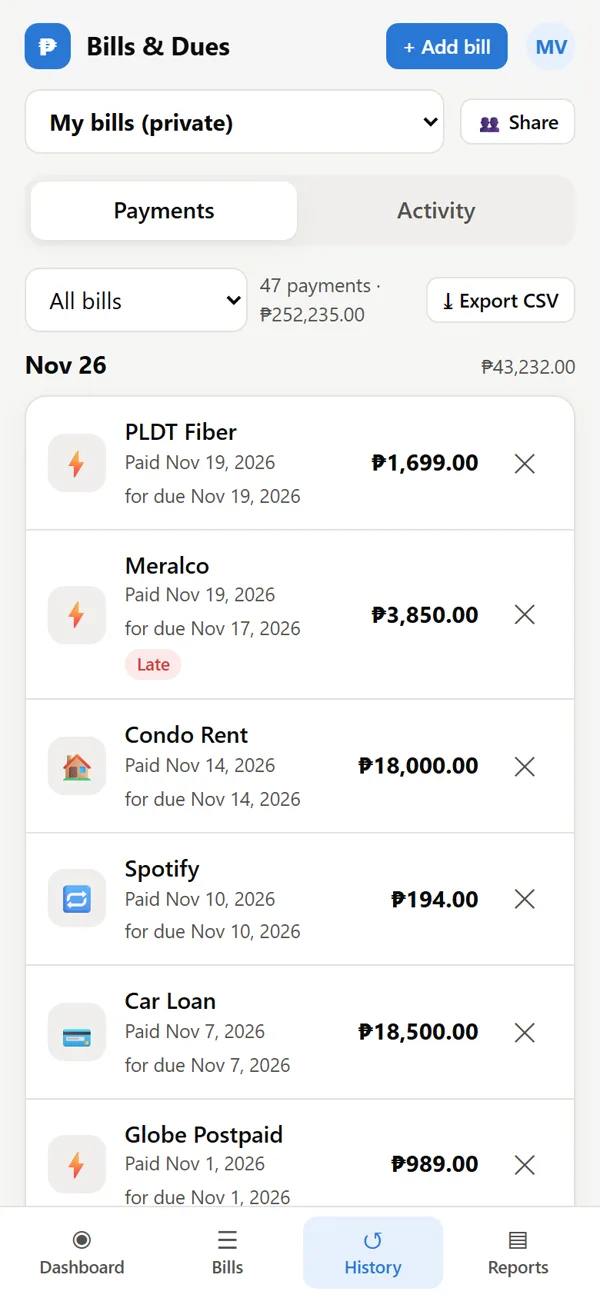 ₱ Bills & Dues + Add bill MV
My bills (private) Share
Payments Activity
All bills 47 payments · ₱252,235.00 Export CSV
Nov 26 ₱43,232.00
PLDT Fiber
Paid Nov 19, 2026
for due Nov 19, 2026
₱1,699.00
Meralco
Paid Nov 19, 2026
for due Nov 17, 2026
Late
₱3,850.00
Condo Rent
Paid Nov 14, 2026
for due Nov 14, 2026
₱18,000.00
Spotify
Paid Nov 10, 2026
for due Nov 10, 2026
₱194.00
Car Loan
Paid Nov 7, 2026
for due Nov 7, 2026
₱18,500.00
Globe Postpaid
Paid Nov 1, 2026
for due Nov 1, 2026
₱989.00
Dashboard Bills History Reports